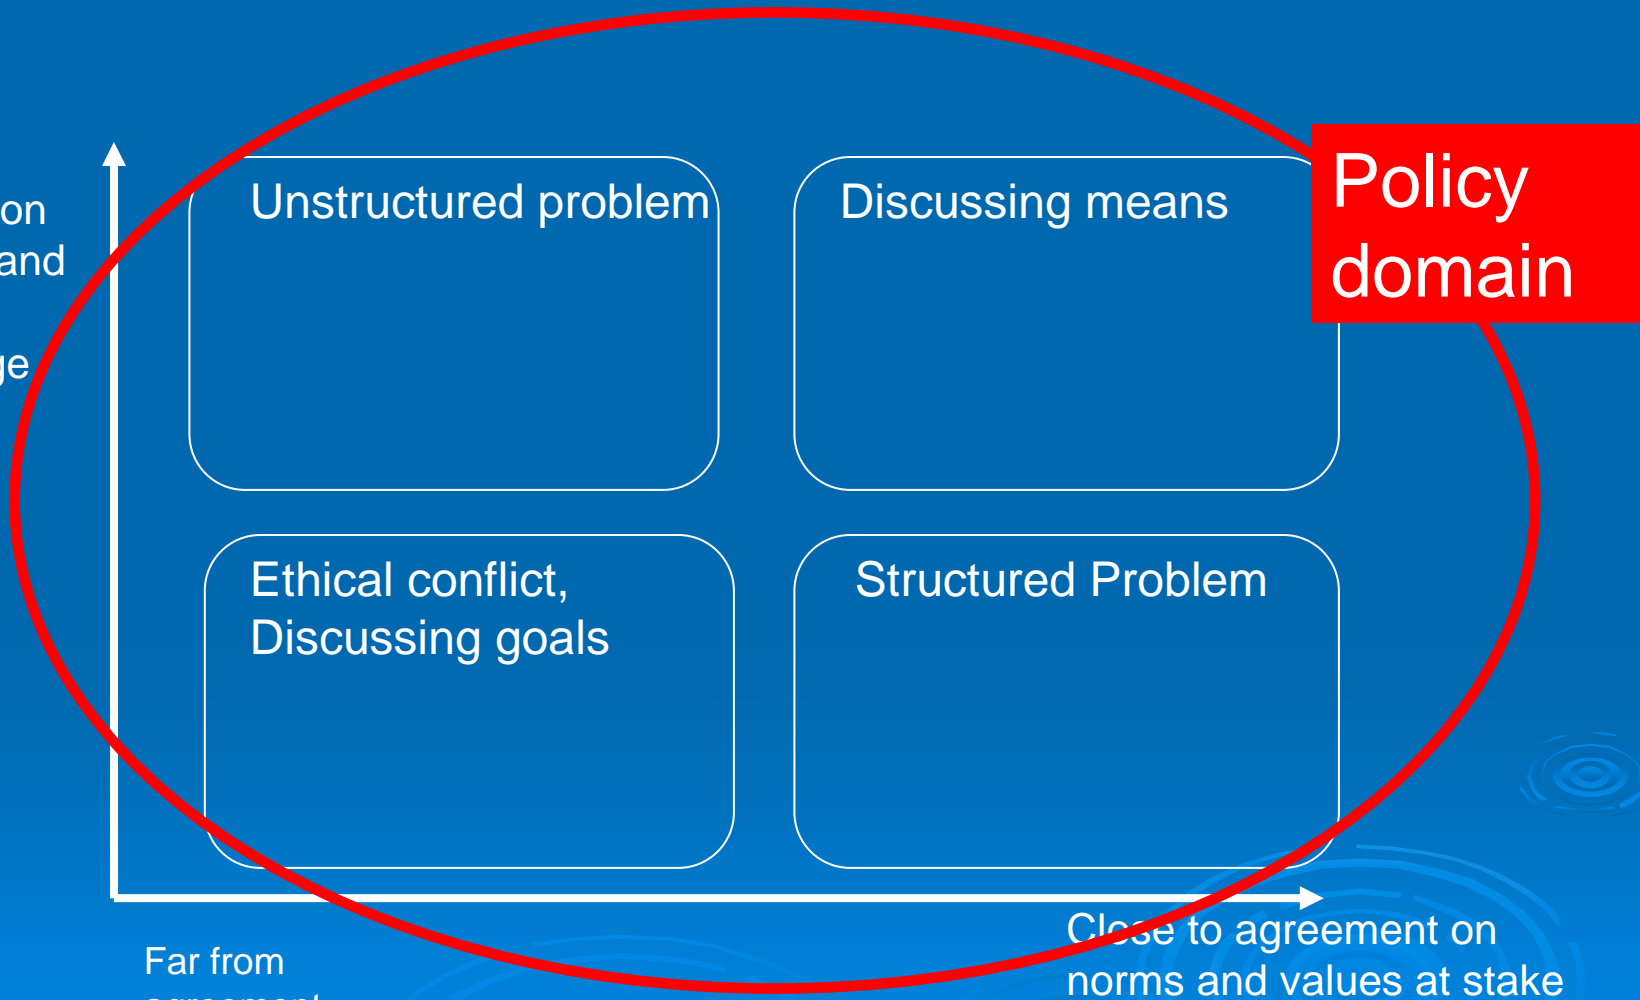 on
and
Unstructured problem
Discussing means
Policy
domain
Ethical conflict,
Discussing goals
Structured Problem
Far from
agreement
Close to agreement on
norms and values at stake